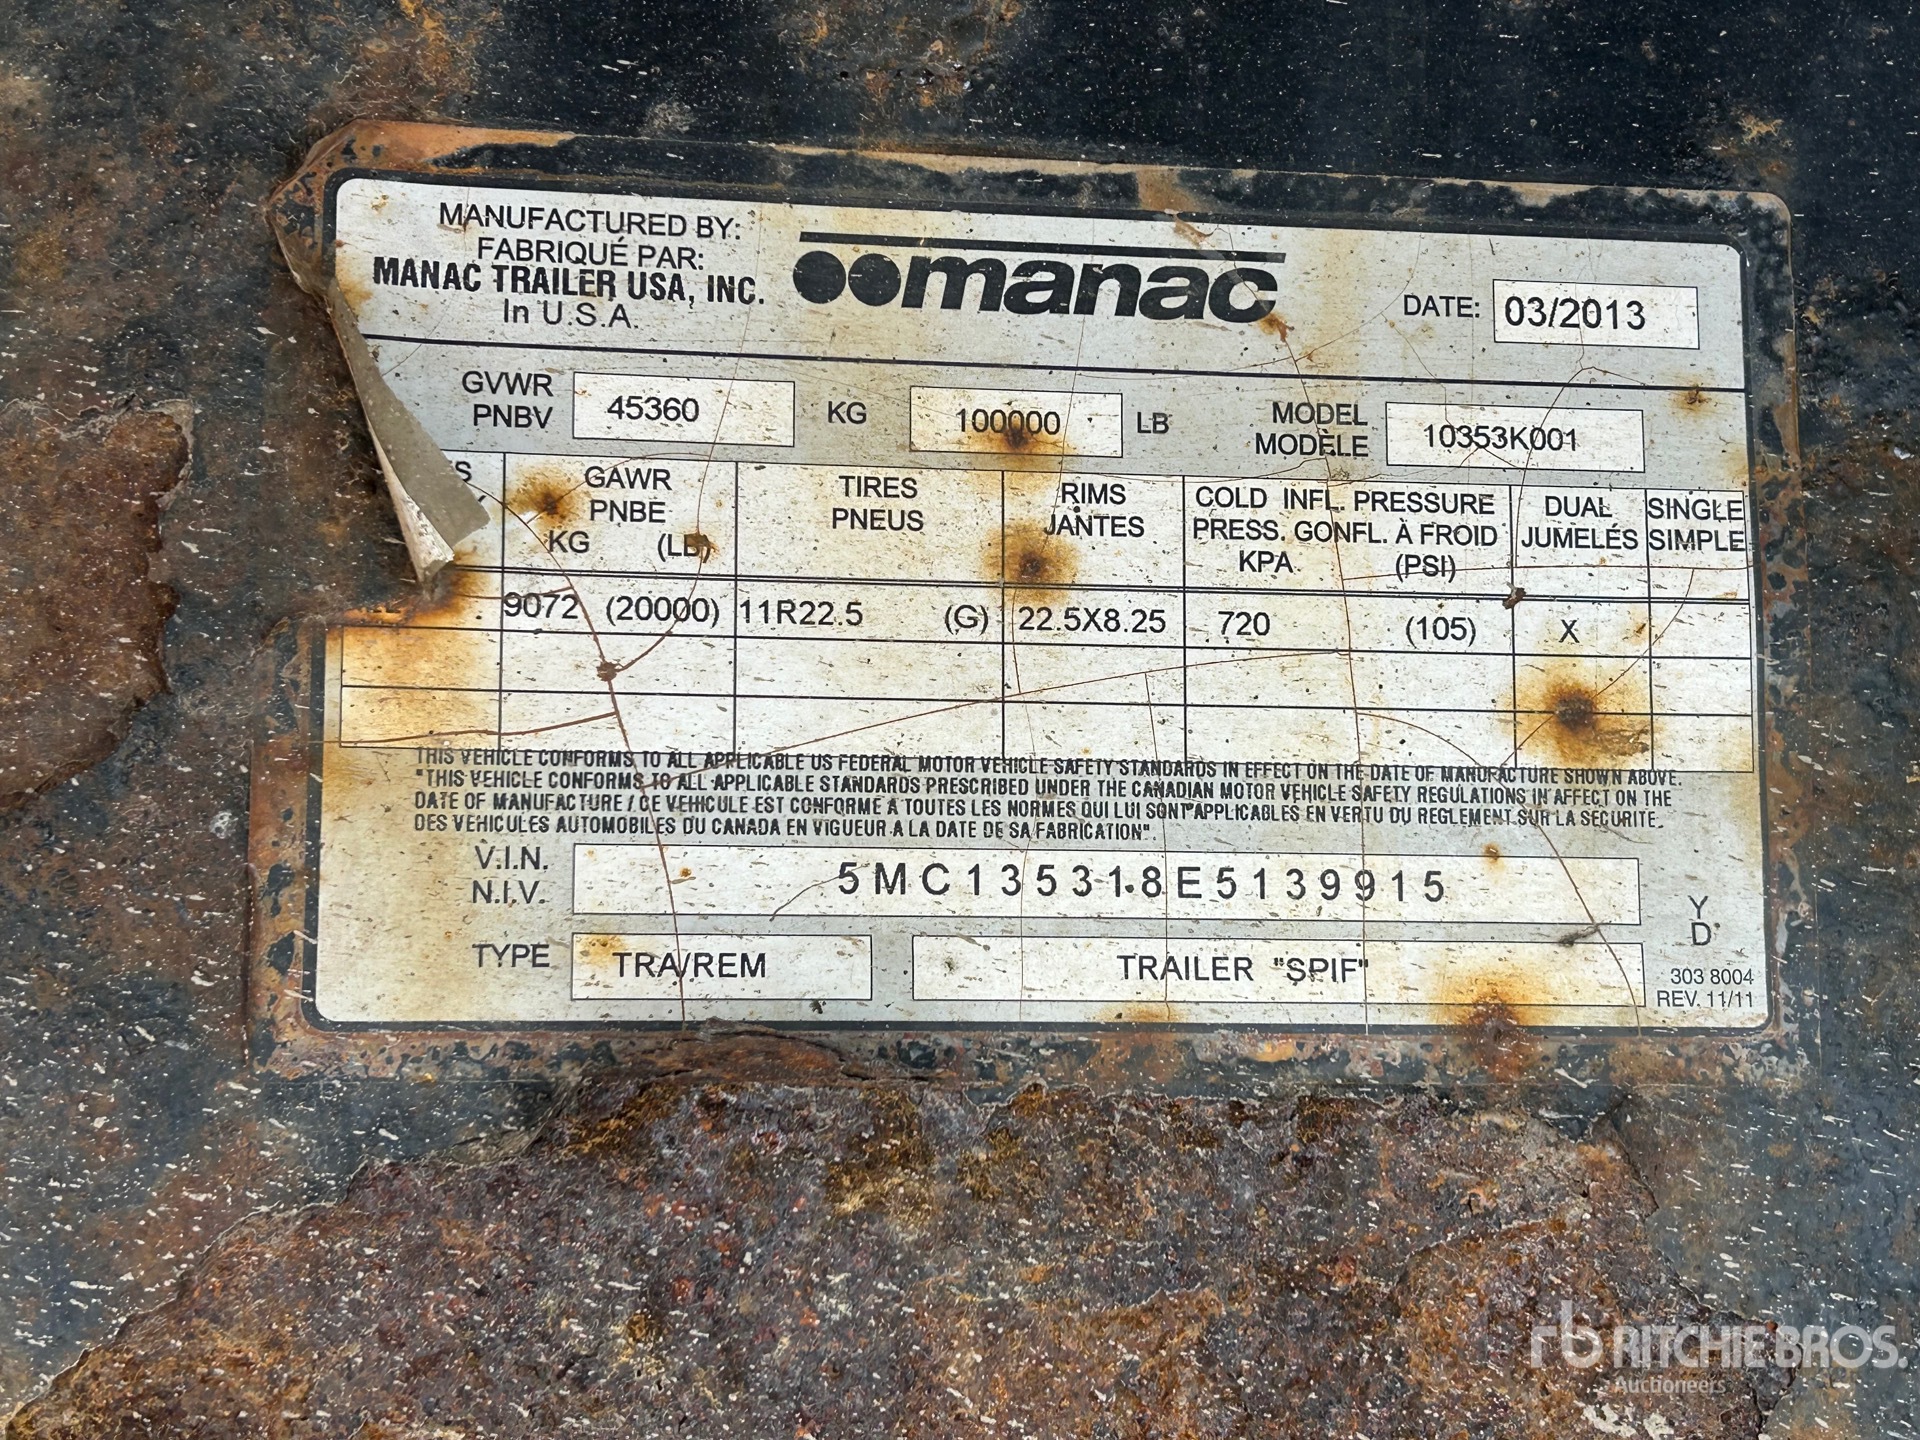 MANUFACTURED BY:
FABRIQUÉ PAR:
MANAC TRAILER USA, INC.
In U.S.A.
manac
DATE: 03/2013
GVWR
PNBV
45360 KG 100000 LB
MODEL
MODÈLE
10353K001
GAWR
PNBE
KG (LB)
TIRES
PNEUS
RIMS
JANTES
COLD INFL. PRESSURE
PRESS. GONFL. À FROID
KPA (PSI)
DUAL
JUMELÉS
SINGLE
SIMPLE
9072 (20000) 11R22.5 (G) 22.5X8.25 720 (105) X
THIS VEHICLE CONFORMS TO ALL APPLICABLE US FEDERAL MOTOR VEHICLE SAFETY STANDARDS IN EFFECT ON THE DATE OF MANUFACTURE SHOWN ABOVE.
"THIS VEHICLE CONFORMS TO ALL APPLICABLE STANDARDS PRESCRIBED UNDER THE CANADIAN MOTOR VEHICLE SAFETY REGULATIONS IN AFFECT ON THE
DATE OF MANUFACTURE / CE VEHICULE EST CONFORME A TOUTES LES NORMES QUI LUI SONT APPLICABLES EN VERTU DU REGLEMENT SUR LA SECURITE
DES VEHICULES AUTOMOBILES DU CANADA EN VIGUEUR A LA DATE DE SA FABRICATION".
V.I.N.
N.I.V.
5MC135318E5139915
Y
D
TYPE TRA/REM TRAILER "SPIF"
303 8004
REV. 11/11
rb RITCHIE BROS.
Auctioneers